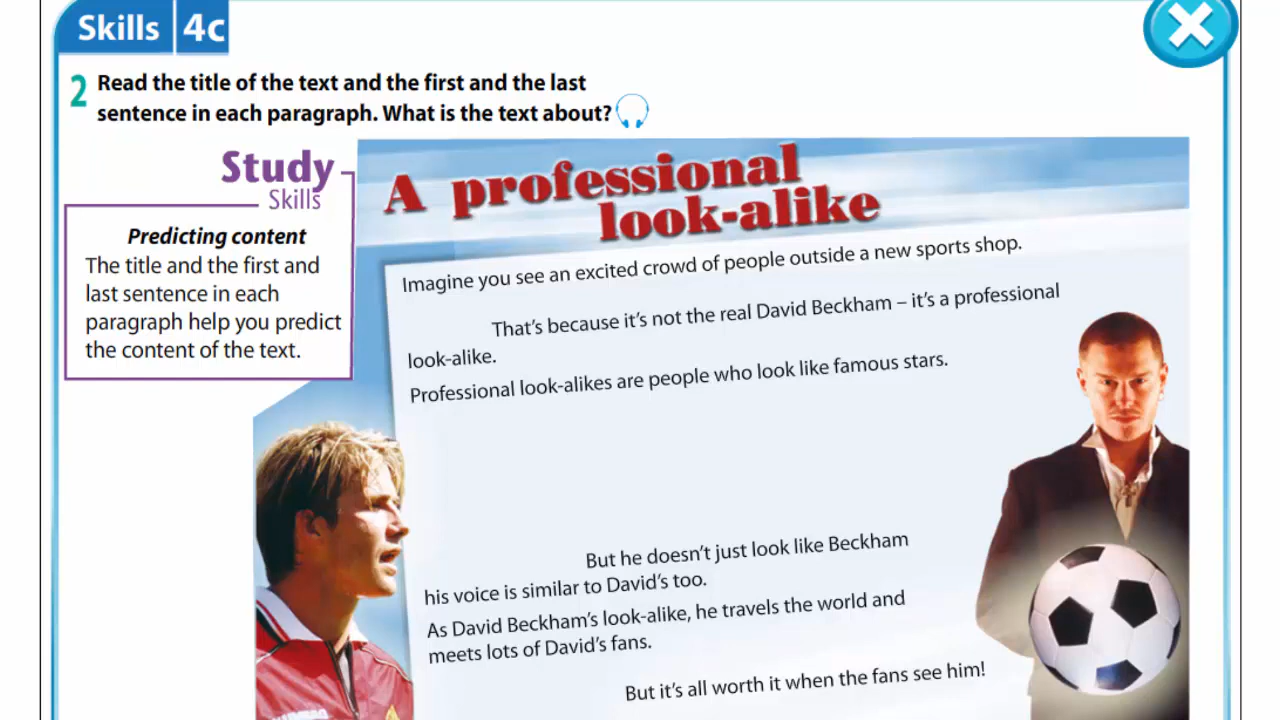 Skills 4c
2 Read the title of the text and the first and the last
sentence in each paragraph. What is the text about?
Study
Skills
Predicting content
The title and the first and
last sentence in each
paragraph help you predict
the content of the text.
A professional
look-alike
Imagine you see an excited crowd of people outside a new sports shop.
That's because it's not the real David Beckham – it's a professional
look-alike.
Professional look-alikes are people who look like famous stars.
But he doesn't just look like Beckham
his voice is similar to David's too.
As David Beckham's look-alike, he travels the world and
meets lots of David's fans.
But it's all worth it when the fans see him!